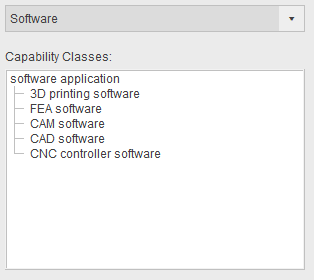 Software
Capability Classes:
software application
3D printing software
FEA software
CAM software
CAD software
CNC controller software